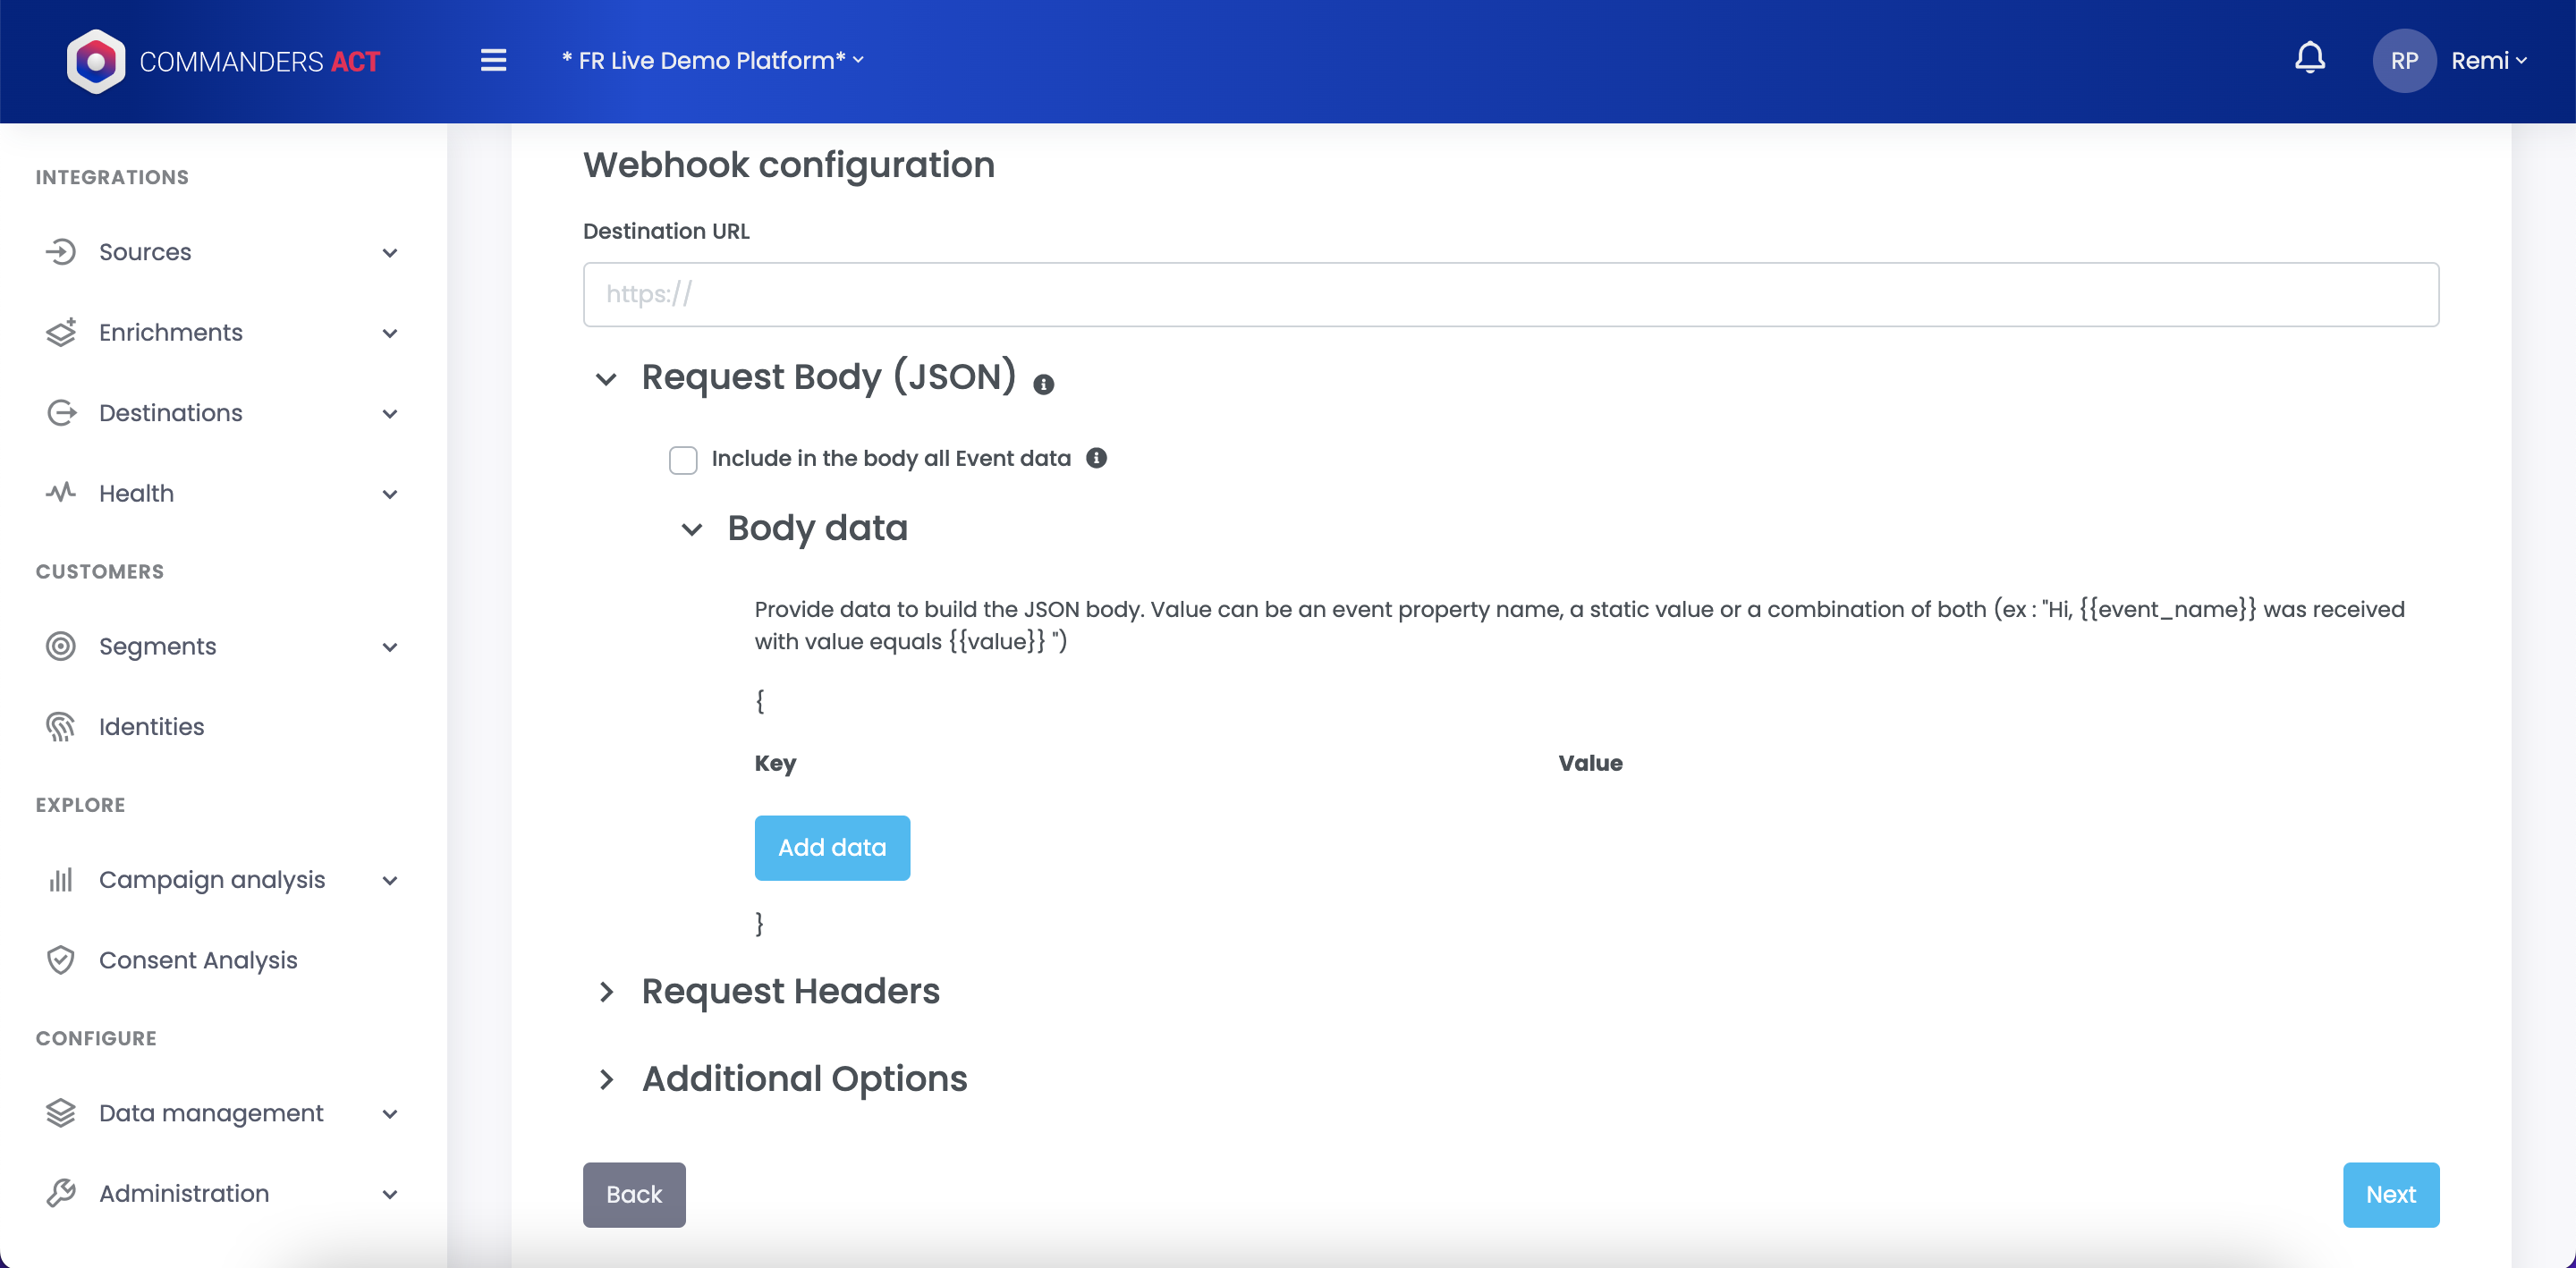 COMMANDERS ACT
* FR Live Demo Platform*
RP
Remi
INTEGRATIONS
Sources
Enrichments
Destinations
Health
CUSTOMERS
Segments
Identities
EXPLORE
Campaign analysis
Consent Analysis
CONFIGURE
Data management
Administration
Webhook configuration
Destination URL
https://
Request Body (JSON)
Include in the body all Event data
Body data
Provide data to build the JSON body. Value can be an event property name, a static value or a combination of both (ex : "Hi, {{event_name}} was received
with value equals {{value}} ")
{
Key Value
Add data
}
Request Headers
Additional Options
Back
Next